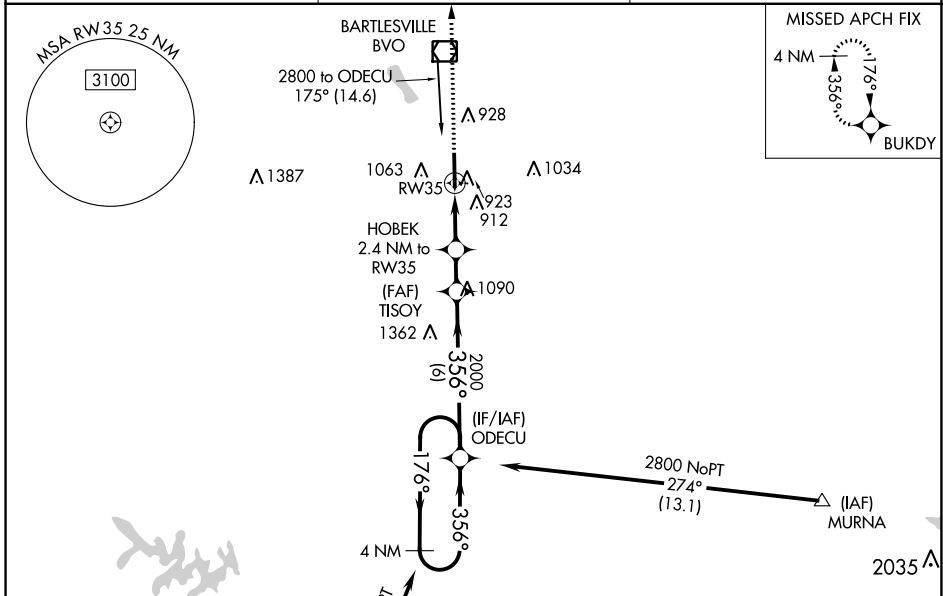 MSA RW35 25 NM
3100
BARTLESVILLE
BVO
2800 to ODECU
175° (14.6)
MISSED APCH FIX
4 NM
176°
356°
BUKDY
928
1387
1063
1034
RW35
923
912
HOBEK
2.4 NM to
RW35
(FAF)
TISOY
1090
1362
2000
356°
(6)
(IF/IAF)
ODECU
176°
356°
4 NM
2800 NoPT
274°
(13.1)
(IAF)
MURNA
2035